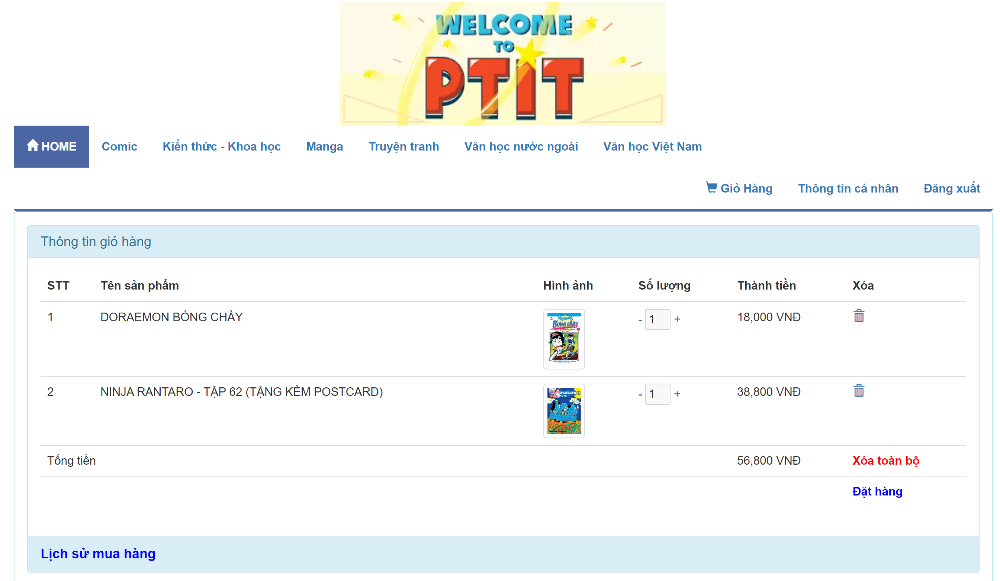 WELCOME
TO
PTIT
HOME Comic Kiến thức - Khoa học Manga Truyện tranh Văn học nước ngoài Văn học Việt Nam
Giỏ Hàng Thông tin cá nhân Đăng xuất
Thông tin giỏ hàng
STT Tên sản phẩm Hình ảnh Số lượng Thành tiền Xóa
1 DORAEMON BÓNG CHÀY - 1 + 18,000 VNĐ
Bóng chày
2 NINJA RANTARO - TẬP 62 (TẶNG KÈM POSTCARD) - 1 + 38,800 VNĐ
RANTARO 62
Tổng tiền 56,800 VNĐ Xóa toàn bộ
Đặt hàng
Lịch sử mua hàng